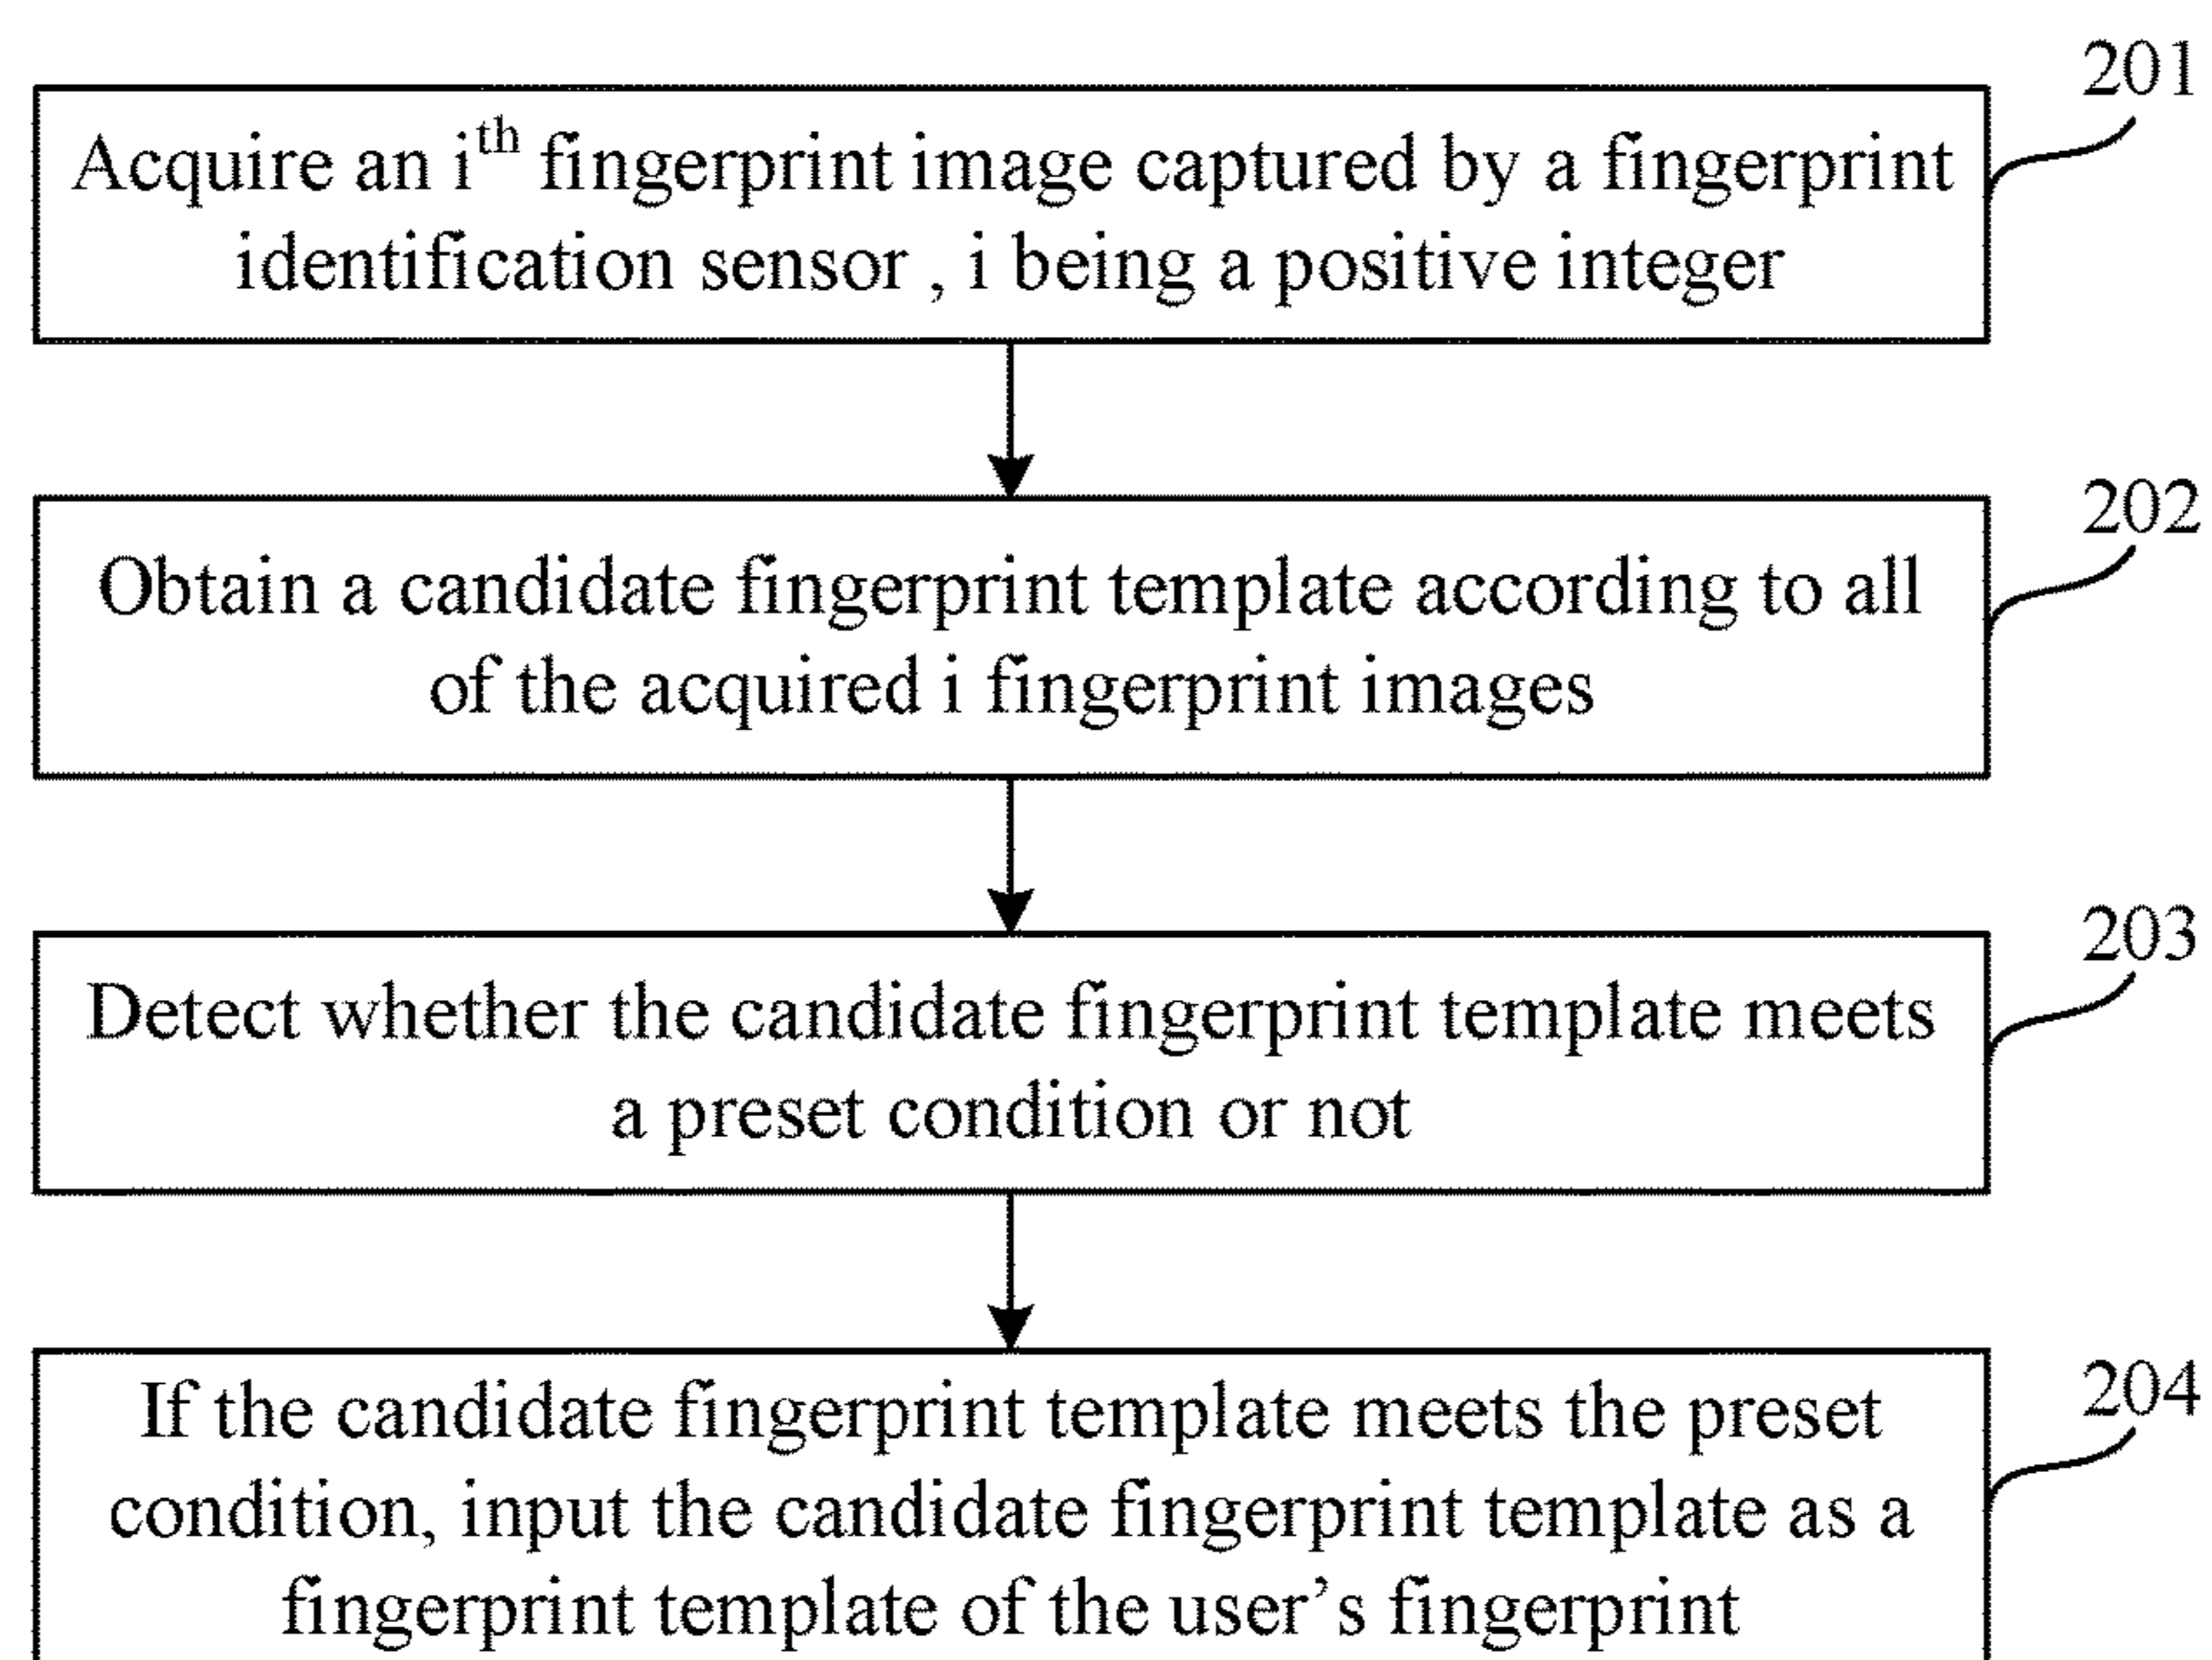 201
Acquire an iᵗʰ fingerprint image captured by a fingerprint
identification sensor , i being a positive integer
202
Obtain a candidate fingerprint template according to all
of the acquired i fingerprint images
203
Detect whether the candidate fingerprint template meets
a preset condition or not
204
If the candidate fingerprint template meets the preset
condition, input the candidate fingerprint template as a
fingerprint template of the user’s fingerprint